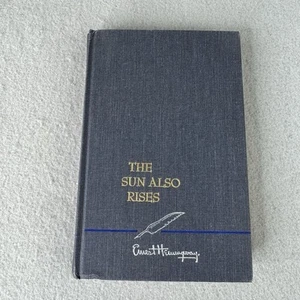 THE
SUN ALSO
RISES
Ernest Hemingway